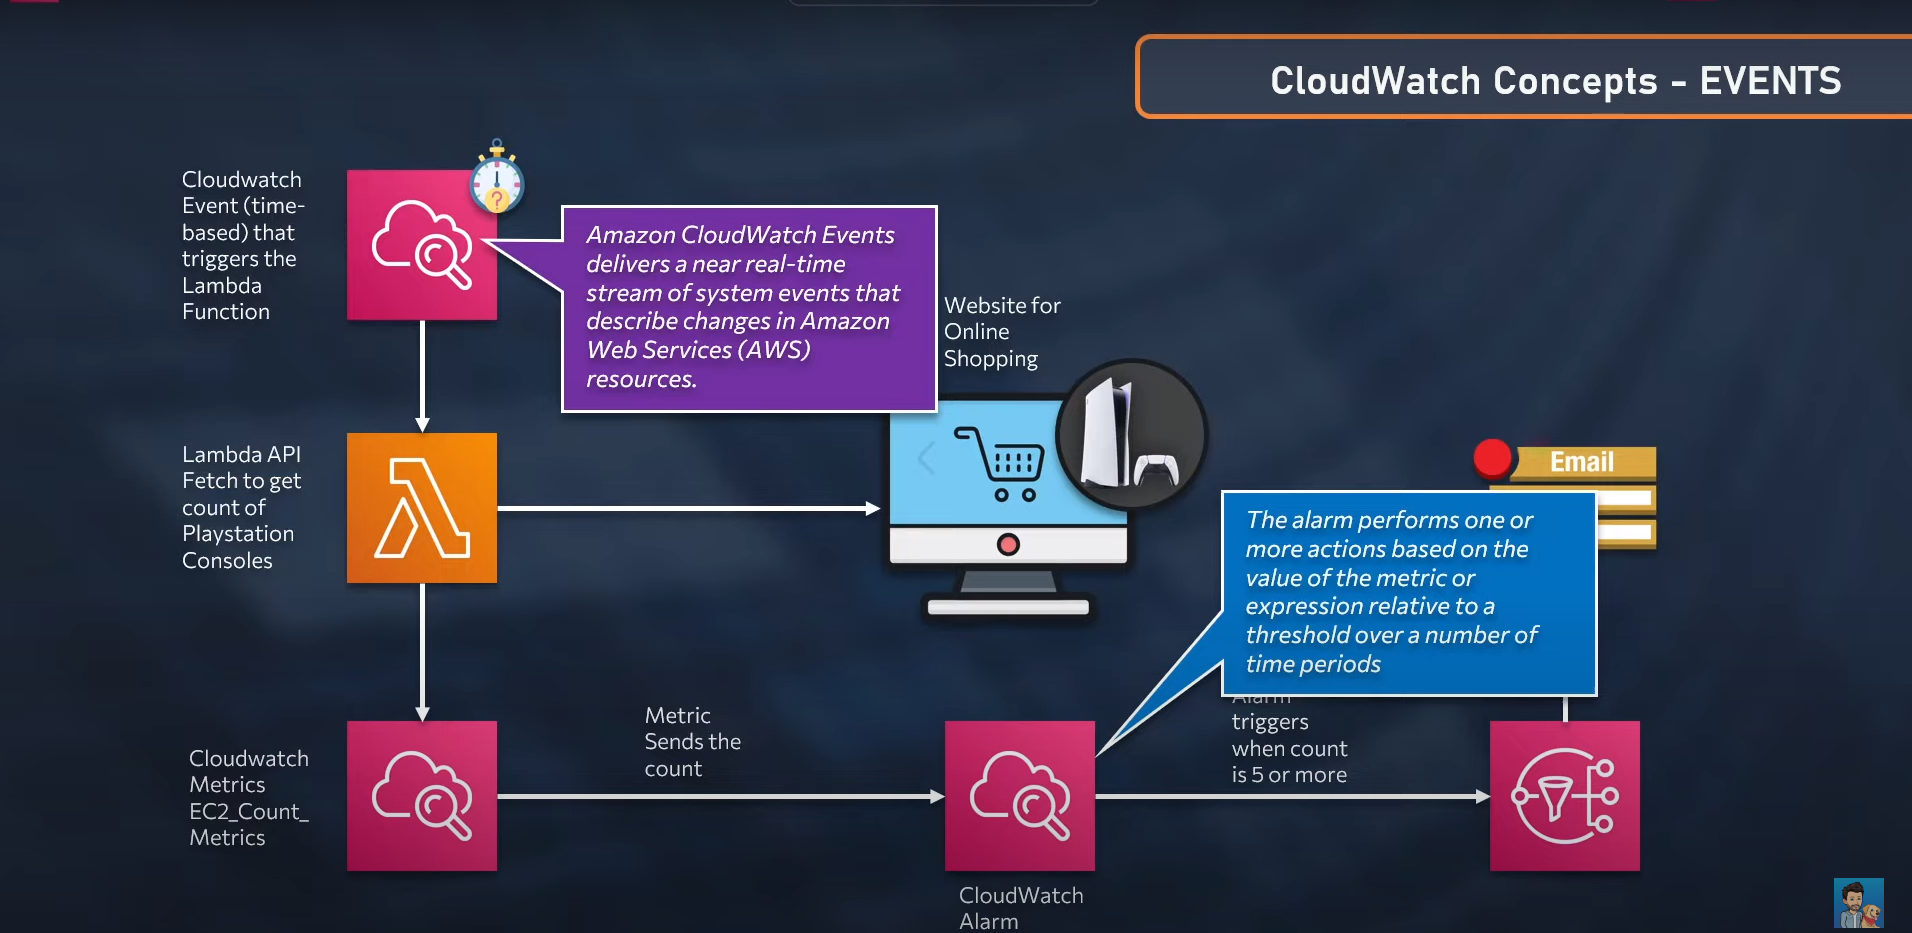 CloudWatch Concepts - EVENTS
Cloudwatch
Event (time-
based) that
triggers the
Lambda
Function
?
Amazon CloudWatch Events
delivers a near real-time
stream of system events that
describe changes in Amazon
Web Services (AWS)
resources.
Website for
Online
Shopping
Lambda API
Fetch to get
count of
Playstation
Consoles
Email
The alarm performs one or
more actions based on the
value of the metric or
expression relative to a
threshold over a number of
time periods
Metric
Sends the
count
Alarm
triggers
when count
is 5 or more
Cloudwatch
Metrics
EC2_Count_
Metrics
CloudWatch
Alarm